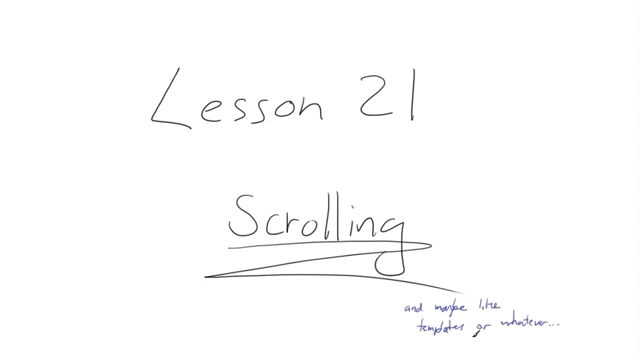 Lesson 21
Scrolling
and maybe like
templates or whatever...